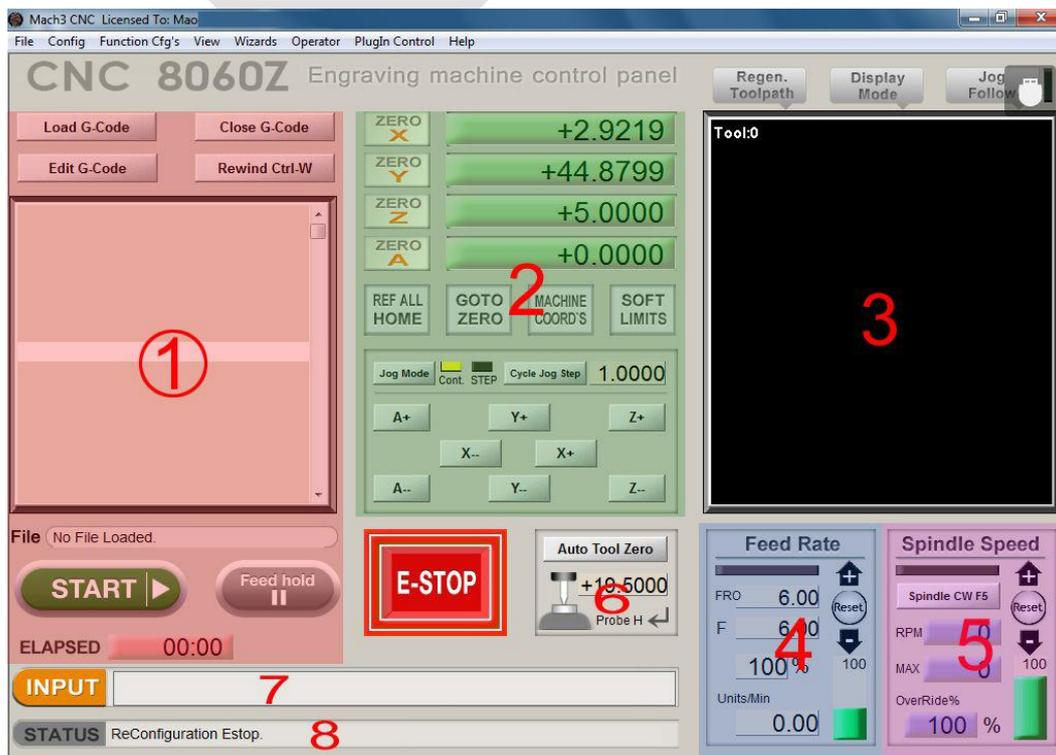 Mach3 CNC Licensed To: Mao
File Config Function Cfg's View Wizards Operator PlugIn Control Help
CNC 8060Z Engraving machine control panel
Regen. Toolpath
Display Mode
Jog Follow
Load G-Code
Close G-Code
Edit G-Code
Rewind Ctrl-W
①
File No File Loaded.
START
Feed hold
ELAPSED 00:00
ZERO X +2.9219
ZERO Y +44.8799
ZERO Z +5.0000
ZERO A +0.0000
2
REF ALL HOME
GOTO ZERO
MACHINE COORD'S
SOFT LIMITS
Jog Mode Cont. STEP Cycle Jog Step 1.0000
A+ Y+ Z+
X-- X+
A-- Y-- Z--
Tool:0
3
E-STOP
Auto Tool Zero
+19.5000
6
Probe H
Feed Rate
FRO 6.00
Reset
F 6.00
4
100 % 100
Units/Min
0.00
Spindle Speed
Spindle CW F5
Reset
RPM 0
5
MAX 0 100
OverRide%
100 %
INPUT 7
STATUS ReConfiguration Estop. 8